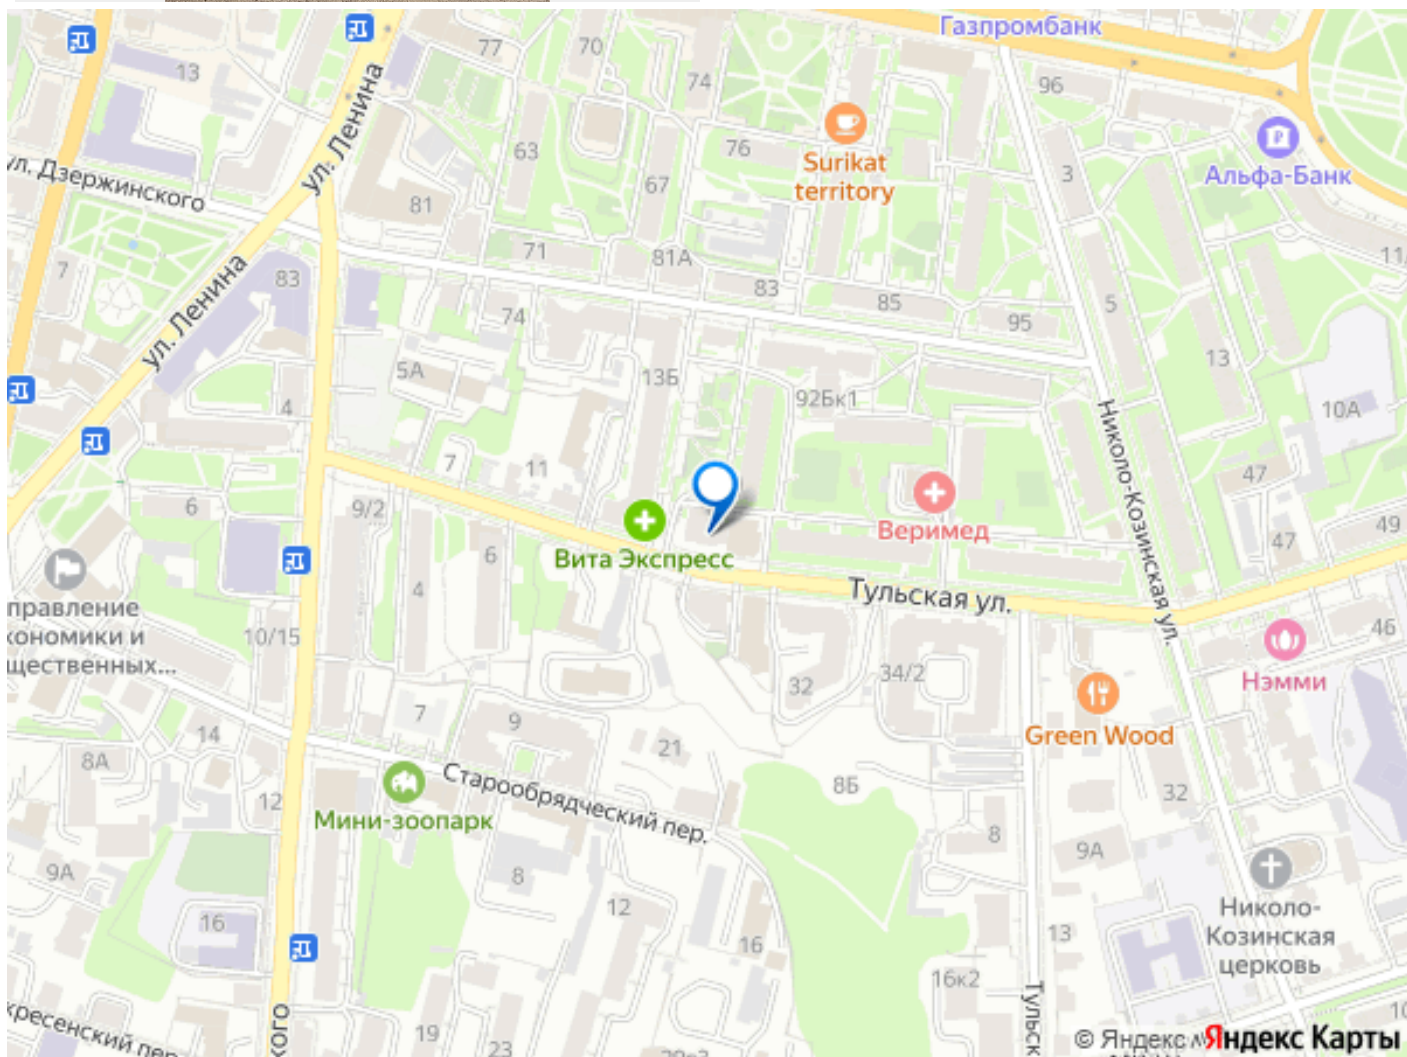 Газпромбанк
77
70
13
74
96
ул. Ленина
63
76
Surikat
territory
3
Альфа-Банк
ул. Дзержинского
67
81
7
71
81А
11
83
83
85
5
ул. Ленина
74
95
13
5А
13Б
92Бк1
10А
4
Николо-Козинская ул.
7
11
47
6
9/2
Веримед
49
Вита Экспресс
6
47
4
Тульская ул.
правление
кономики и
щественных...
10/15
46
Нэмми
32
34/2
7
9
14
Green Wood
21
8А
Старообрядческий пер.
8Б
32
12
Мини-зоопарк
8
9А
9А
8
12
Николо-
Козинская
церковь
16
13
16
16к2
Тульск
кресенский пер.
кого
19
23
10
© Яндекс
Яндекс Карты